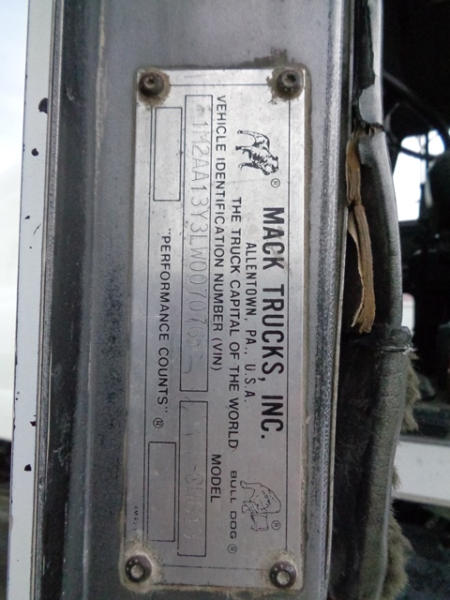 MACK TRUCKS, INC.
ALLENTOWN, PA., U.S.A.
THE TRUCK CAPITAL OF THE WORLD
BULL DOG ®
VEHICLE IDENTIFICATION NUMBER (VIN)
MODEL
"PERFORMANCE COUNTS" ®